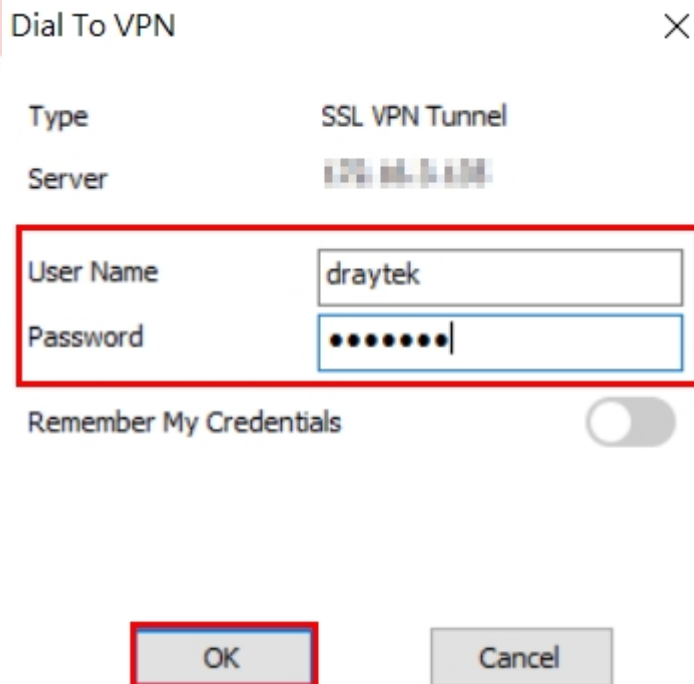 Dial To VPN
Type SSL VPN Tunnel
Server
User Name draytek
Password •••••••
Remember My Credentials
OK Cancel